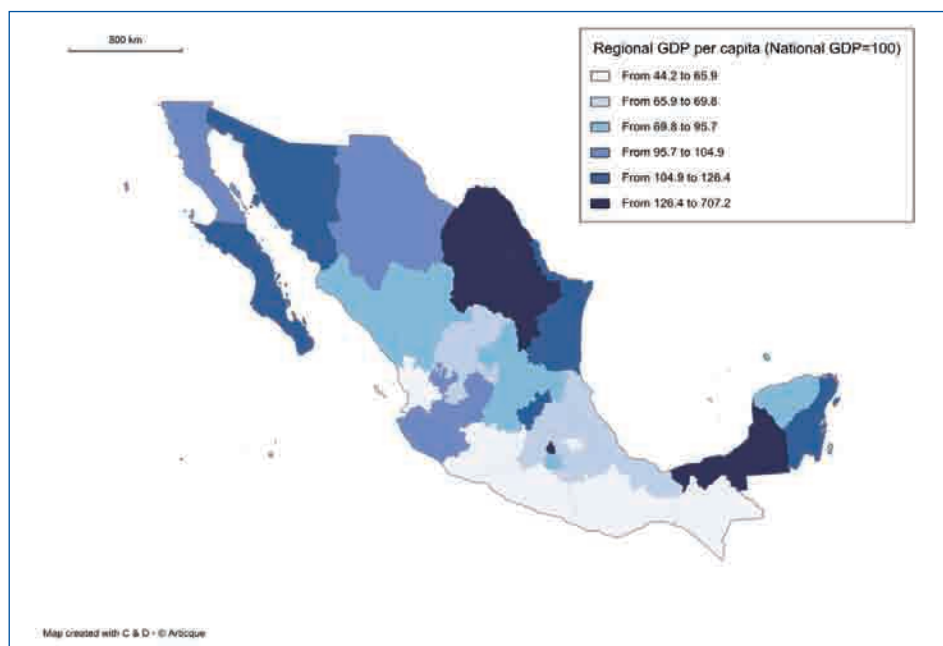 800 km
Regional GDP per capita (National GDP=100)
From 44.2 to 65.9
From 65.9 to 69.8
From 69.8 to 95.7
From 95.7 to 104.9
From 104.9 to 126.4
From 126.4 to 707.2
Map created with C & D - © Articque